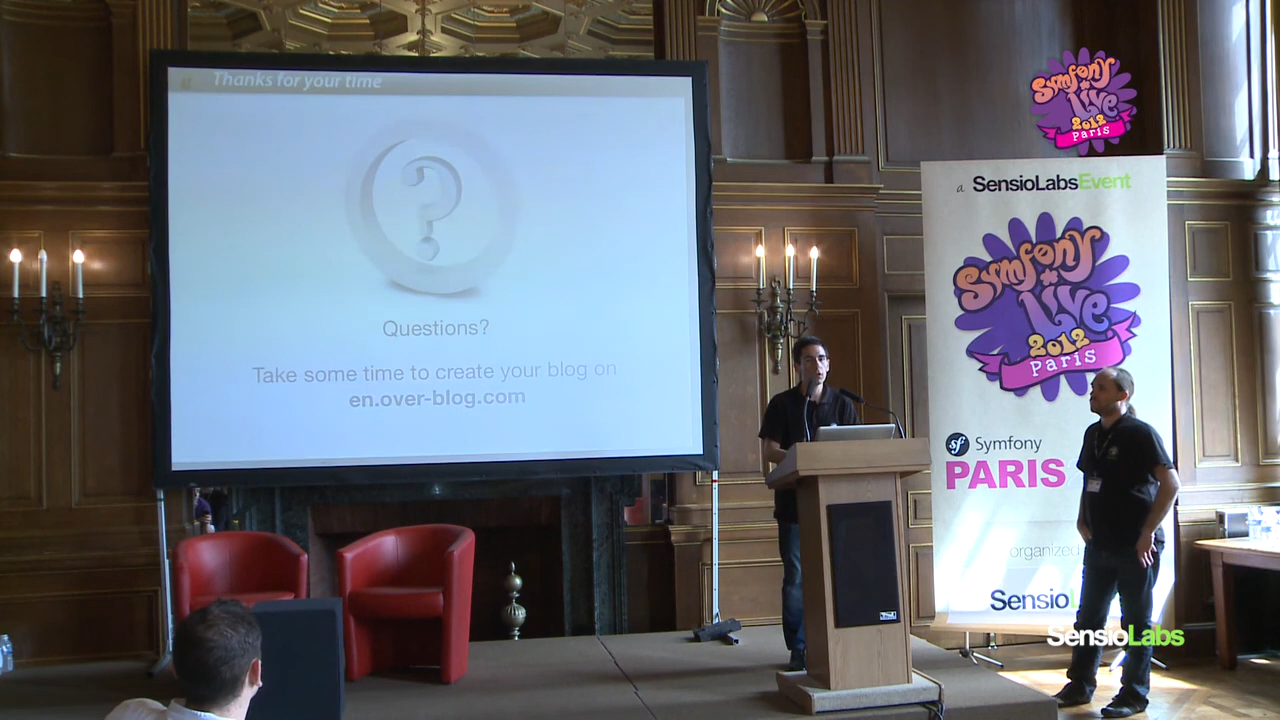 Thanks for your time
Questions?
Take some time to create your blog on
en.over-blog.com
Symfony
Live
2012
Paris
a SensioLabsEvent
Symfony
Live
2012
Paris
sf Symfony
PARIS
organized
Sensio
SensioLabs